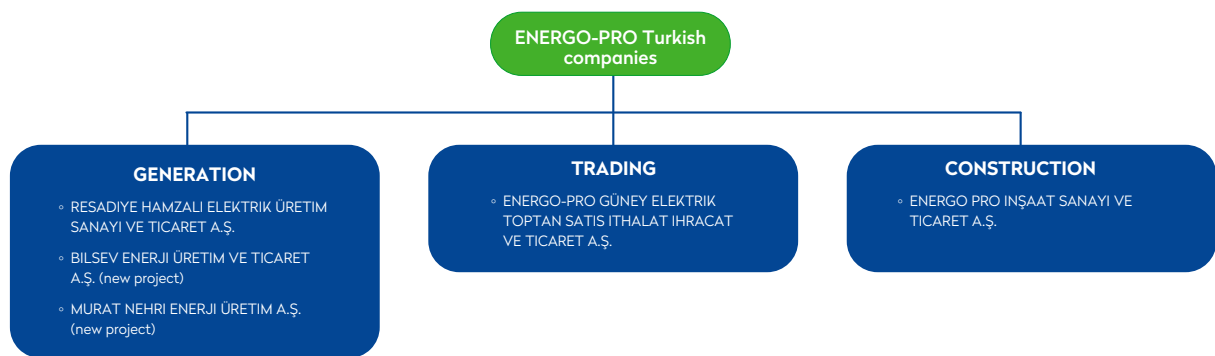 ENERGO-PRO Turkish
companies
GENERATION
◦ RESADIYE HAMZALI ELEKTRIK ÜRETIM
SANAYI VE TICARET A.Ş.
◦ BILSEV ENERJI ÜRETIM VE TICARET
A.Ş. (new project)
◦ MURAT NEHRI ENERJI ÜRETIM A.Ş.
(new project)
TRADING
◦ ENERGO-PRO GÜNEY ELEKTRIK
TOPTAN SATIS ITHALAT IHRACAT
VE TICARET A.Ş.
CONSTRUCTION
◦ ENERGO PRO INŞAAT SANAYI VE
TICARET A.Ş.